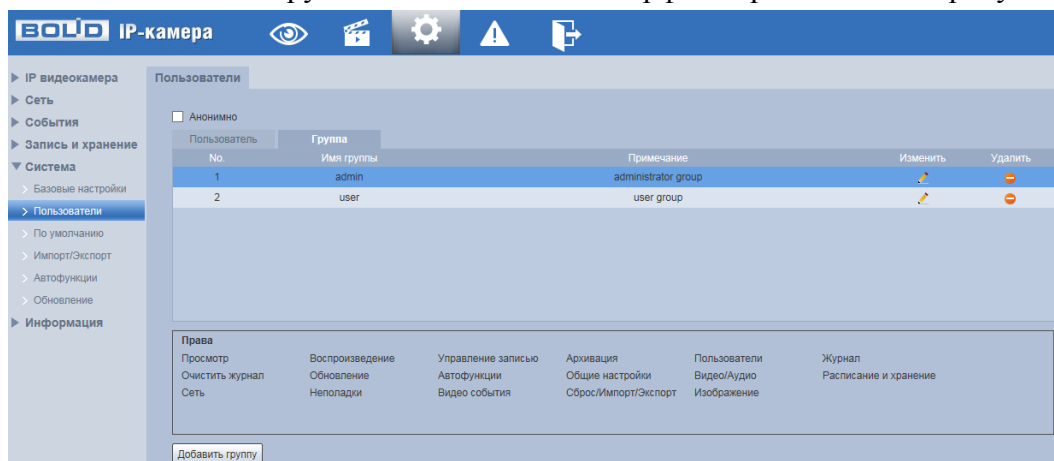 BOLID IP-камера
IP видеокамера
Сеть
События
Запись и хранение
Система
Базовые настройки
Пользователи
По умолчанию
Импорт/Экспорт
Автофункции
Обновление
Информация
Пользователи
Анонимно
Пользователь Группа
No. Имя группы Примечание Изменить Удалить
1 admin administrator group
2 user user group
Права
Просмотр Воспроизведение Управление записью Архивация Пользователи Журнал
Очистить журнал Обновление Автофункции Общие настройки Видео/Аудио Расписание и хранение
Сеть Неполадки Видео события Сброс/Импорт/Экспорт Изображение
Добавить группу